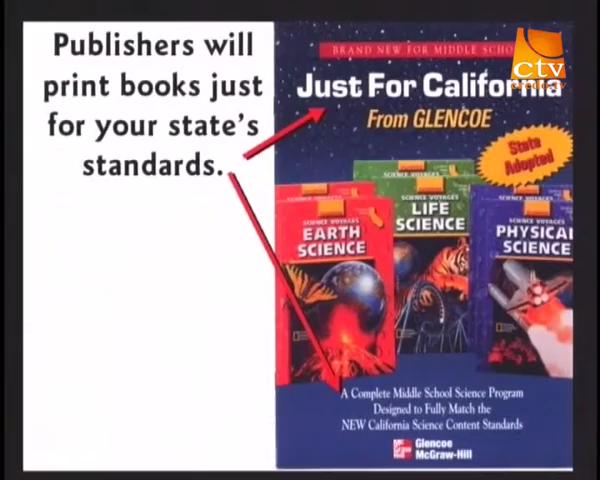 Publishers will
print books just
for your state's
standards.
BRAND NEW FOR MIDDLE SCHO
ctv
credo.tv
Just For California
From GLENCOE
State
Adopted
SCIENCE VOYAGES
EARTH
SCIENCE
SCIENCE VOYAGES
LIFE
SCIENCE
SCIENCE VOYAGES
PHYSICAL
SCIENCE
A Complete Middle School Science Program
Designed to Fully Match the
NEW California Science Content Standards
Glencoe
McGraw-Hill